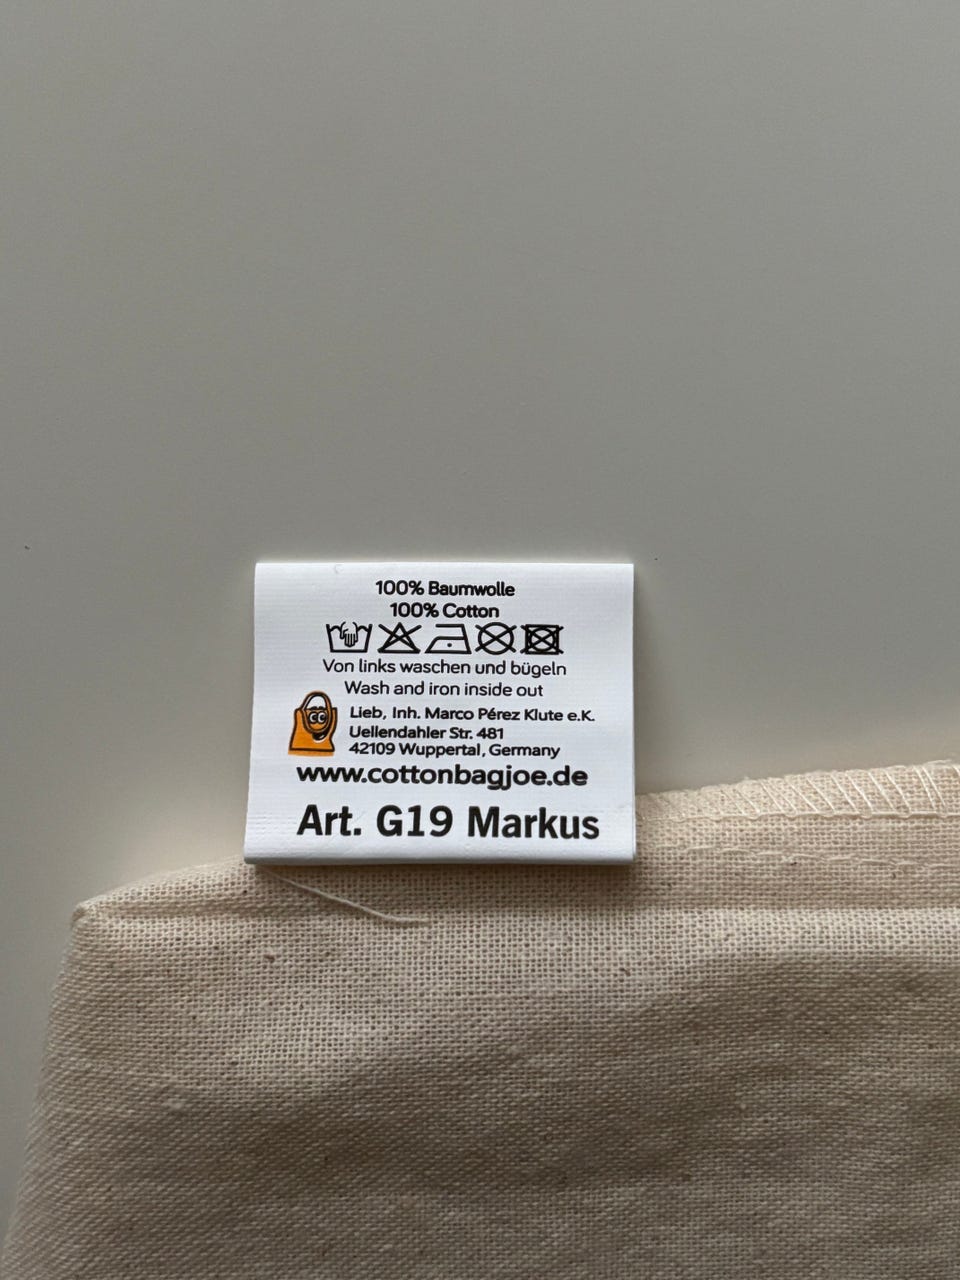 100% Baumwolle
100% Cotton
Von links waschen und bügeln
Wash and iron inside out
Lieb, Inh. Marco Pérez Klute e.K.
Uellendahler Str. 481
42109 Wuppertal, Germany
www.cottonbagjoe.de
Art. G19 Markus